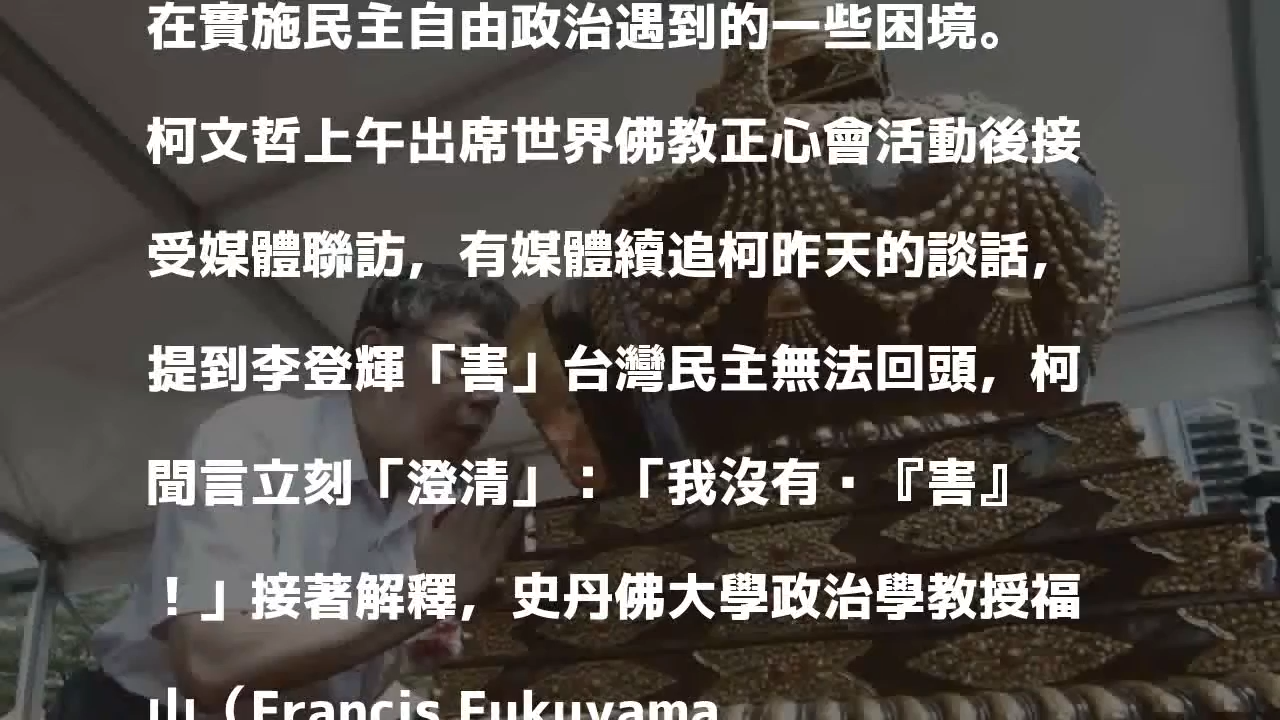 在實施民主自由政治遇到的一些困境。
柯文哲上午出席世界佛教正心會活動後接
受媒體聯訪，有媒體續追柯昨天的談話，
提到李登輝「害」台灣民主無法回頭，柯
聞言立刻「澄清」：「我沒有·『害』
！」接著解釋，史丹佛大學政治學教授福
山（Francis Fukuyama